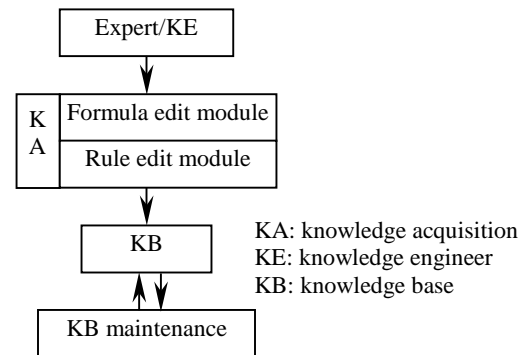 Expert/KE
K
A
Formula edit module
Rule edit module
KB
KA: knowledge acquisition
KE: knowledge engineer
KB: knowledge base
KB maintenance